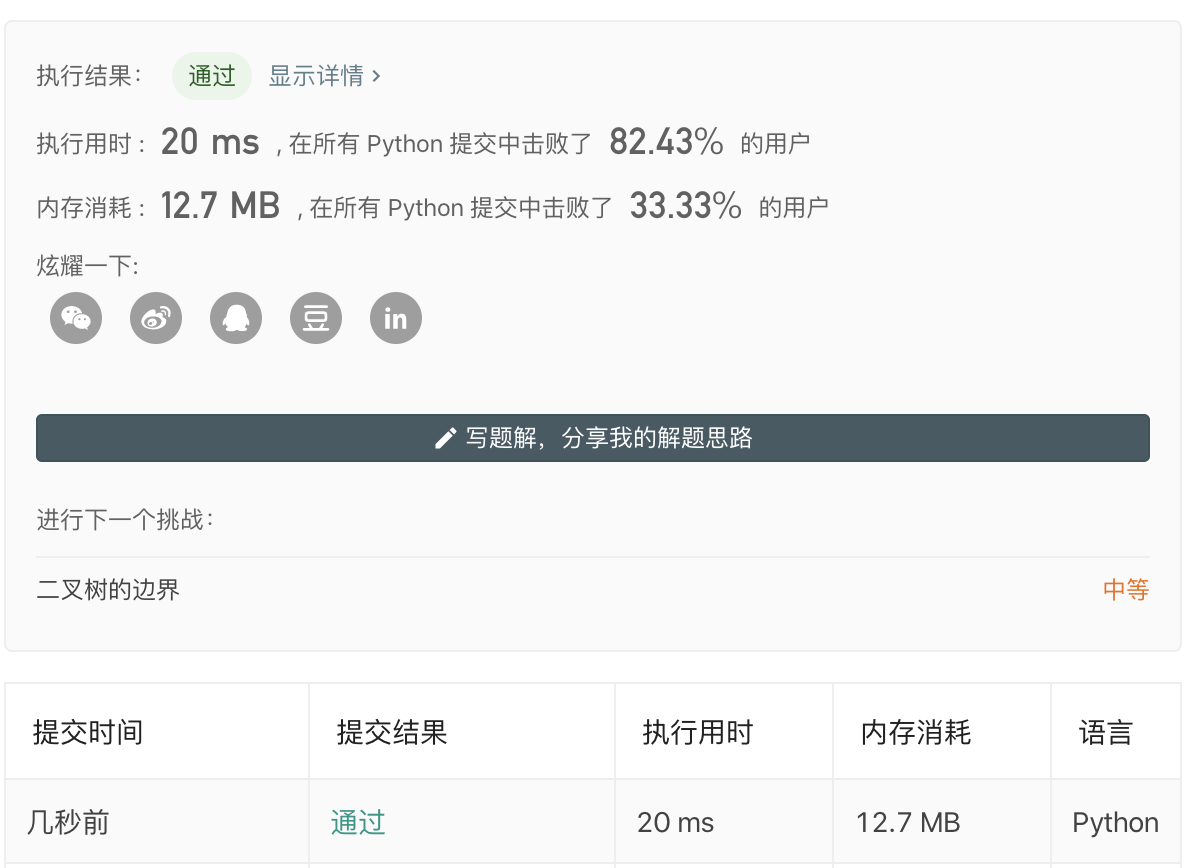 执行结果： 通过 显示详情 >
执行用时 : 20 ms , 在所有 Python 提交中击败了 82.43% 的用户
内存消耗 : 12.7 MB , 在所有 Python 提交中击败了 33.33% 的用户
炫耀一下:
豆 in
写题解，分享我的解题思路
进行下一个挑战：
二叉树的边界 中等
提交时间 提交结果 执行用时 内存消耗 语言
几秒前 通过 20 ms 12.7 MB Python